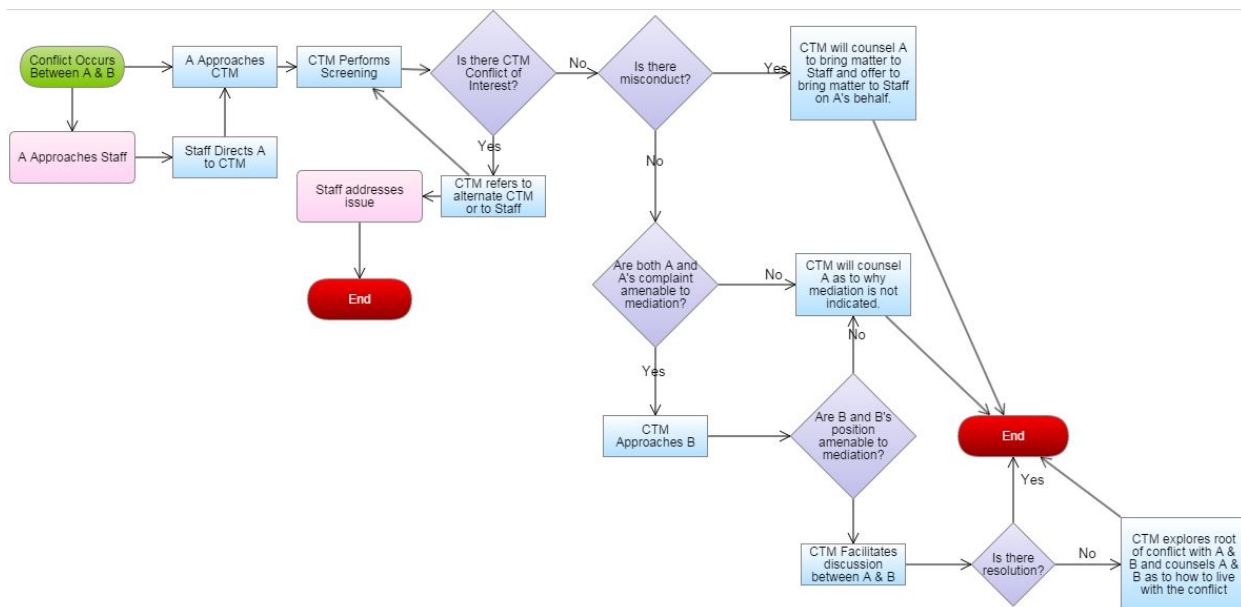 Conflict Occurs
Between A & B
A Approaches
CTM
CTM Performs
Screening
Is there CTM
Conflict of
Interest?
No
Is there
misconduct?
Yes
CTM will counsel A
to bring matter to
Staff and offer to
bring matter to Staff
on A's behalf.
A Approaches Staff
Staff Directs A
to CTM
Yes
No
Staff addresses
issue
CTM refers to
alternate CTM
or to Staff
End
Are both A and
A's complaint
amenable to
mediation?
No
CTM will counsel
A as to why
mediation is not
indicated.
No
Yes
CTM
Approaches B
Are B and B's
position
amenable to
mediation?
End
Yes
CTM Facilitates
discussion
between A & B
Is there
resolution?
No
CTM explores root
of conflict with A &
B and counsels A &
B as to how to live
with the conflict